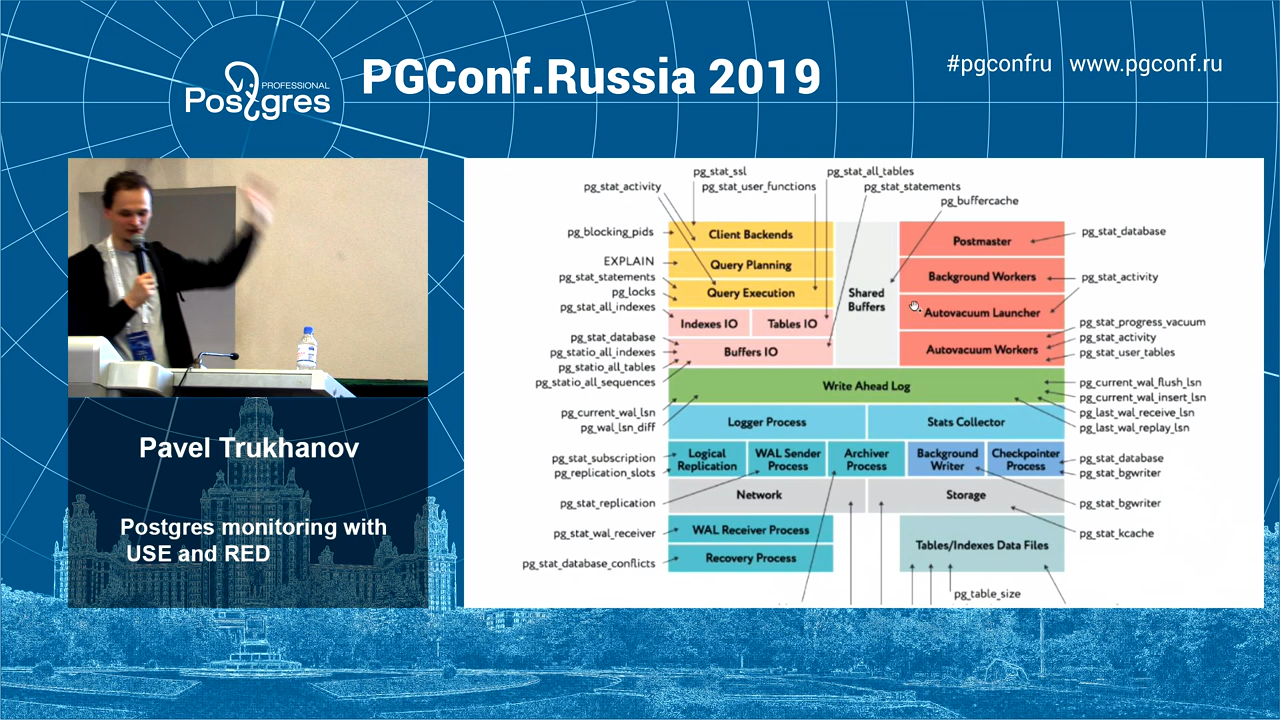 PROFESSIONAL
Postgres
PGConf.Russia 2019
#pgconfru www.pgconf.ru
Pavel Trukhanov
Postgres monitoring with
USE and RED
pg_stat_ssl
pg_stat_all_tables
pg_stat_activity
pg_stat_user_functions
pg_stat_statements
pg_buffercache
pg_blocking_pids
EXPLAIN
pg_stat_statements
pg_locks
pg_stat_all_indexes
pg_stat_database
pg_statio_all_indexes
pg_statio_all_tables
pg_statio_all_sequences
pg_current_wal_lsn
pg_wal_lsn_diff
pg_stat_subscription
pg_replication_slots
pg_stat_replication
pg_stat_wal_receiver
pg_stat_database_conflicts
Client Backends
Query Planning
Query Execution
Indexes IO
Tables IO
Buffers IO
Shared
Buffers
Postmaster
Background Workers
Autovacuum Launcher
Autovacuum Workers
Write Ahead Log
Logger Process
Stats Collector
Logical
Replication
WAL Sender
Process
Archiver
Process
Background
Writer
Checkpointer
Process
Network
Storage
WAL Receiver Process
Recovery Process
Tables/Indexes Data Files
pg_table_size
pg_stat_database
pg_stat_activity
pg_stat_progress_vacuum
pg_stat_activity
pg_stat_user_tables
pg_current_wal_flush_lsn
pg_current_wal_insert_lsn
pg_last_wal_receive_lsn
pg_last_wal_replay_lsn
pg_stat_database
pg_stat_bgwriter
pg_stat_bgwriter
pg_stat_kcache